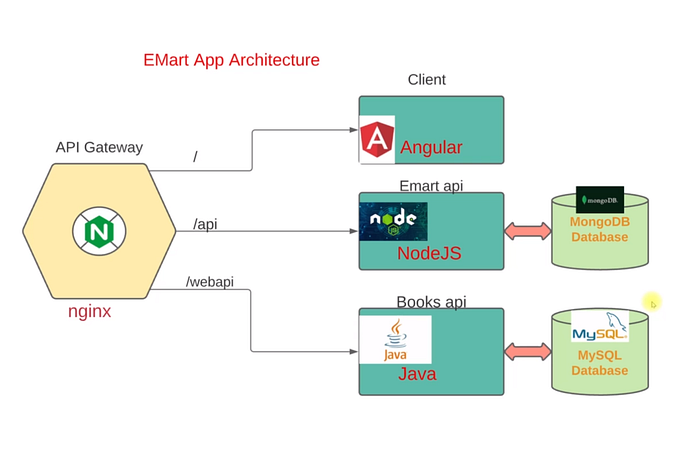 EMart App Architecture
Client
API Gateway
/
Angular
Emart api
node
JS
/api
NodeJS
mongoDB.
MongoDB
Database
/webapi
nginx
Books api
Java
Java
MySQL
MySQL
Database
N
A